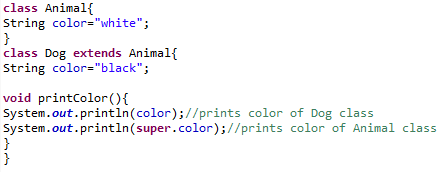 class Animal{
String color="white";
}
class Dog extends Animal{
String color="black";

void printColor(){
System.out.println(color);//prints color of Dog class
System.out.println(super.color);//prints color of Animal class
}
}